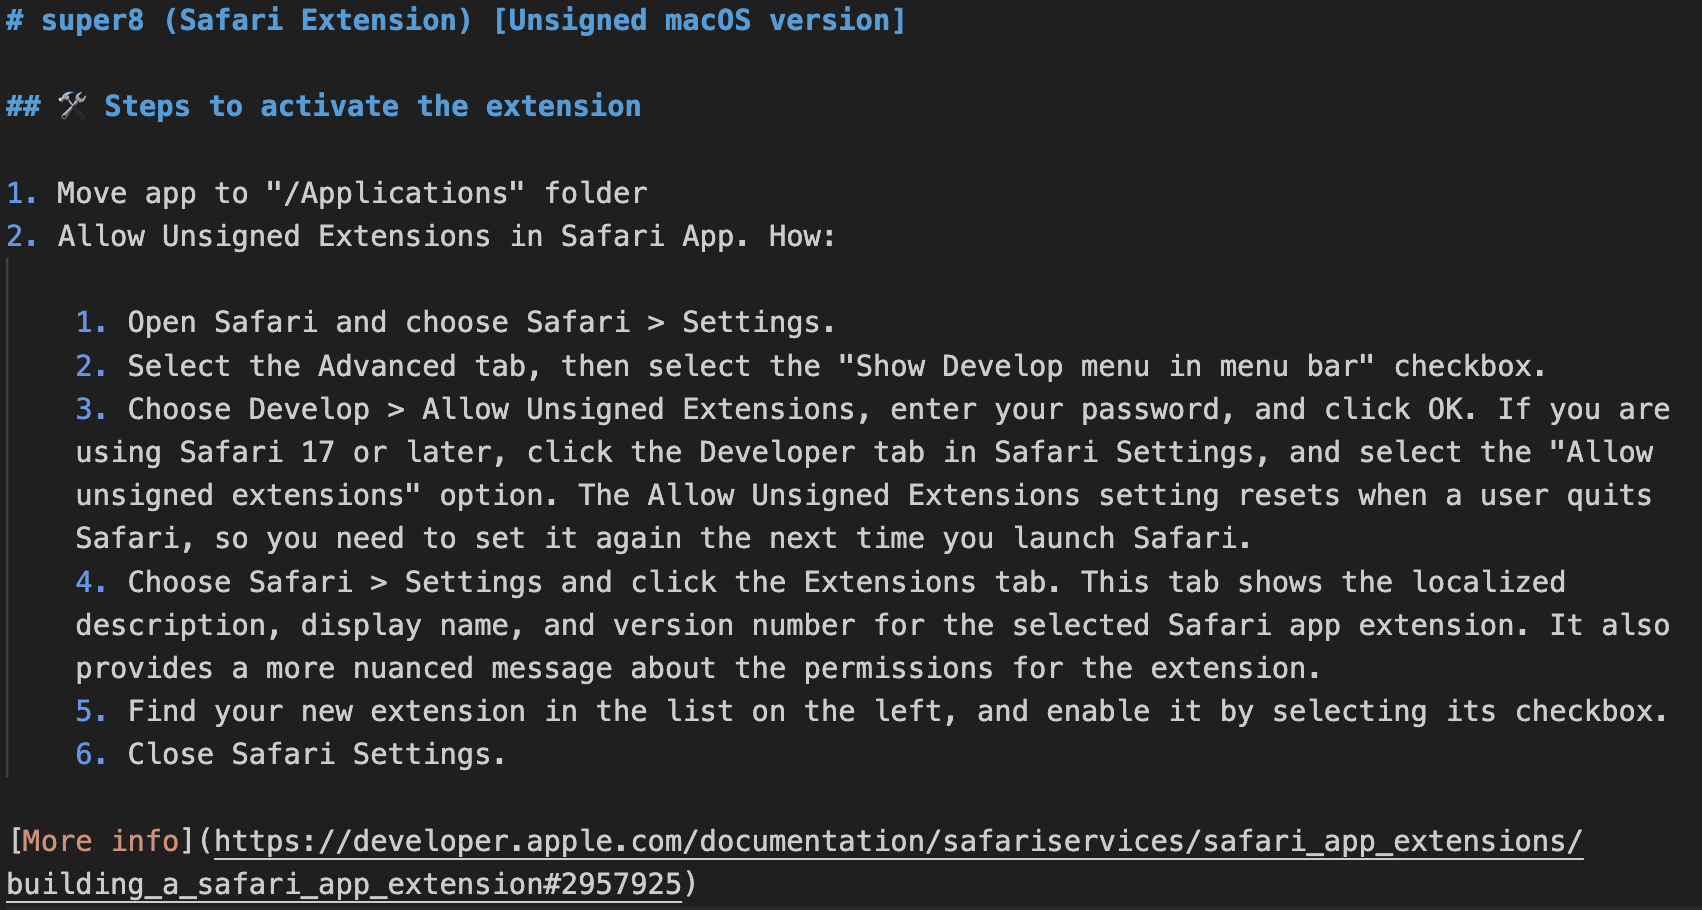 # super8 (Safari Extension) [Unsigned macOS version]
## 🛠 Steps to activate the extension
1. Move app to "/Applications" folder
2. Allow Unsigned Extensions in Safari App. How:
1. Open Safari and choose Safari > Settings.
2. Select the Advanced tab, then select the "Show Develop menu in menu bar" checkbox.
3. Choose Develop > Allow Unsigned Extensions, enter your password, and click OK. If you are
using Safari 17 or later, click the Developer tab in Safari Settings, and select the "Allow
unsigned extensions" option. The Allow Unsigned Extensions setting resets when a user quits
Safari, so you need to set it again the next time you launch Safari.
4. Choose Safari > Settings and click the Extensions tab. This tab shows the localized
description, display name, and version number for the selected Safari app extension. It also
provides a more nuanced message about the permissions for the extension.
5. Find your new extension in the list on the left, and enable it by selecting its checkbox.
6. Close Safari Settings.
[More info](https://developer.apple.com/documentation/safariservices/safari_app_extensions/
building_a_safari_app_extension#2957925)